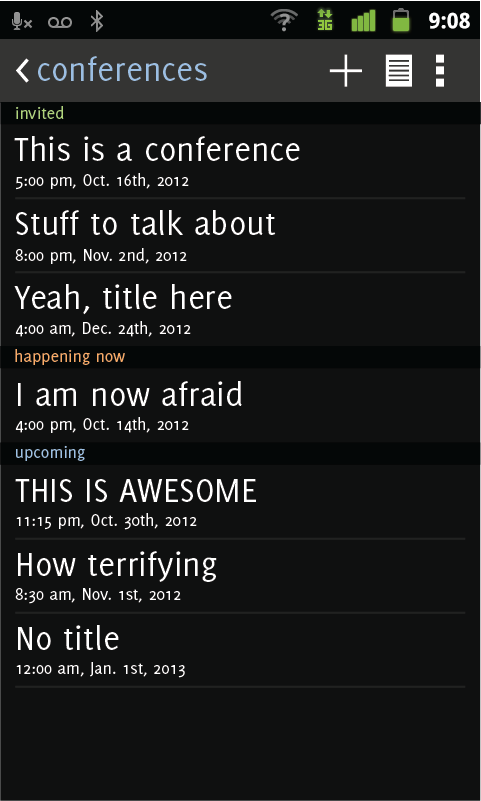 3G
9:08
conferences
invited
This is a conference
5:00 pm, Oct. 16th, 2012
Stuff to talk about
8:00 pm, Nov. 2nd, 2012
Yeah, title here
4:00 am, Dec. 24th, 2012
happening now
I am now afraid
4:00 pm, Oct. 14th, 2012
upcoming
THIS IS AWESOME
11:15 pm, Oct. 30th, 2012
How terrifying
8:30 am, Nov. 1st, 2012
No title
12:00 am, Jan. 1st, 2013